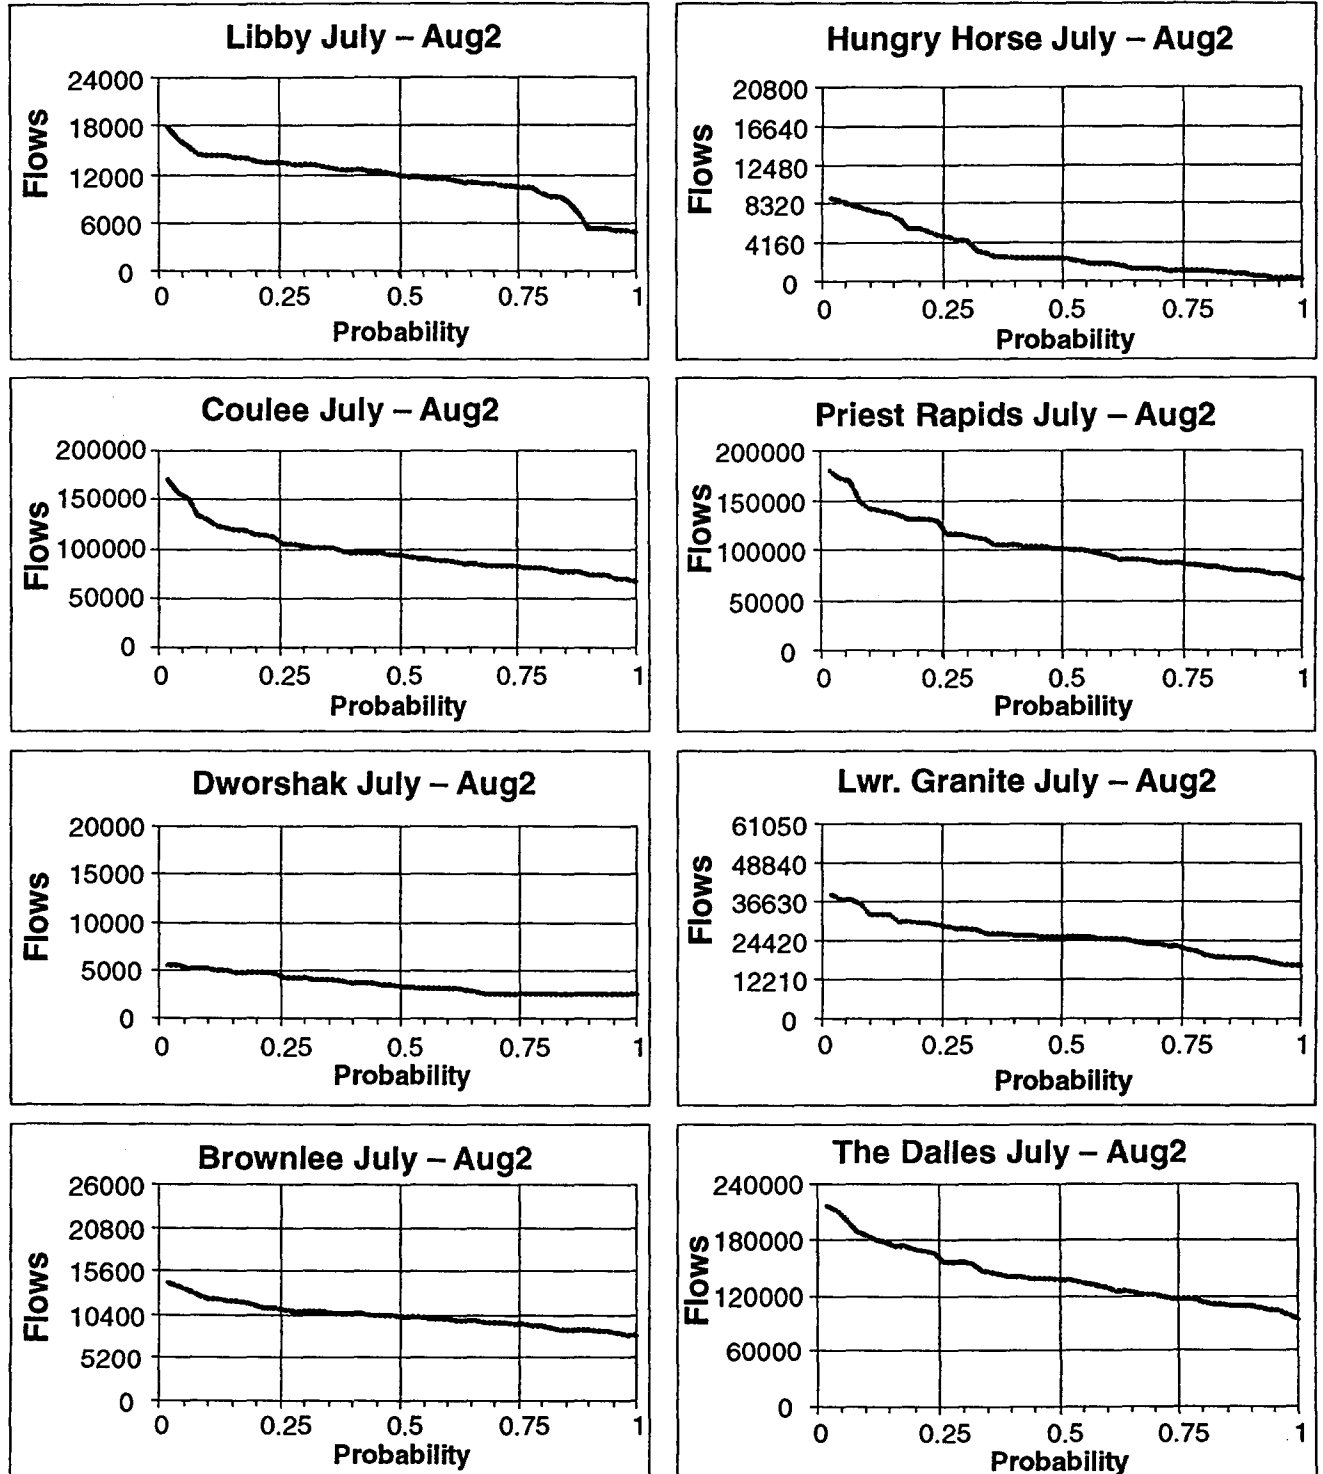 Libby July – Aug2
Flows
24000
18000
12000
6000
0
0 0.25 0.5 0.75 1
Probability
Hungry Horse July – Aug2
Flows
20800
16640
12480
8320
4160
0
0 0.25 0.5 0.75 1
Probability
Coulee July – Aug2
Flows
200000
150000
100000
50000
0
0 0.25 0.5 0.75 1
Probability
Priest Rapids July – Aug2
Flows
200000
150000
100000
50000
0
0 0.25 0.5 0.75 1
Probability
Dworshak July – Aug2
Flows
20000
15000
10000
5000
0
0 0.25 0.5 0.75 1
Probability
Lwr. Granite July – Aug2
Flows
61050
48840
36630
24420
12210
0
0 0.25 0.5 0.75 1
Probability
Brownlee July – Aug2
Flows
26000
20800
15600
10400
5200
0
0 0.25 0.5 0.75 1
Probability
The Dalles July – Aug2
Flows
240000
180000
120000
60000
0
0 0.25 0.5 0.75 1
Probability